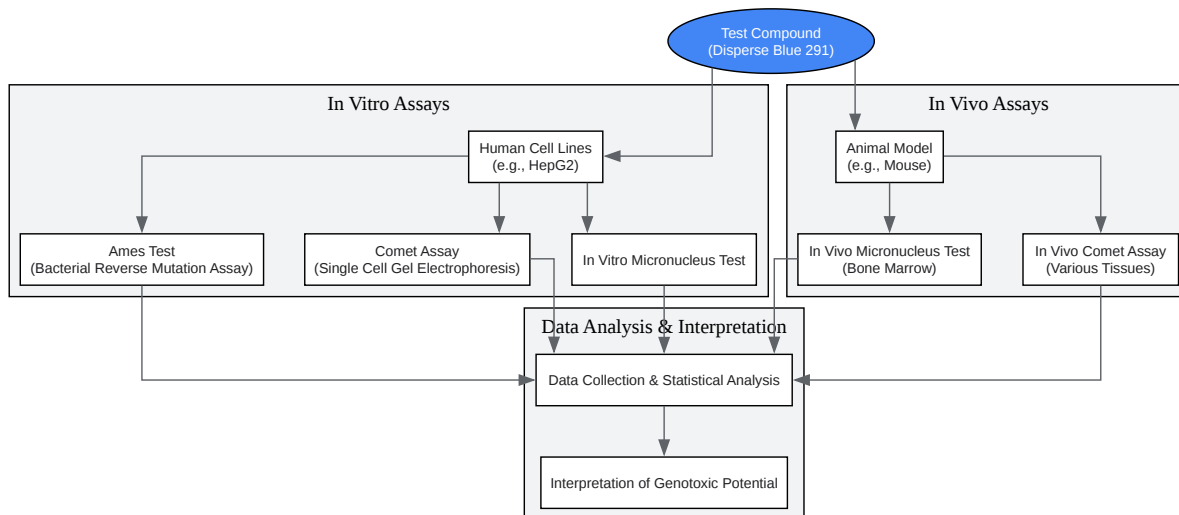 Test Compound
(Disperse Blue 291)
In Vitro Assays
In Vivo Assays
Human Cell Lines
(e.g., HepG2)
Animal Model
(e.g., Mouse)
Ames Test
(Bacterial Reverse Mutation Assay)
Comet Assay
(Single Cell Gel Electrophoresis)
In Vitro Micronucleus Test
In Vivo Micronucleus Test
(Bone Marrow)
In Vivo Comet Assay
(Various Tissues)
Data Analysis & Interpretation
Data Collection & Statistical Analysis
Interpretation of Genotoxic Potential